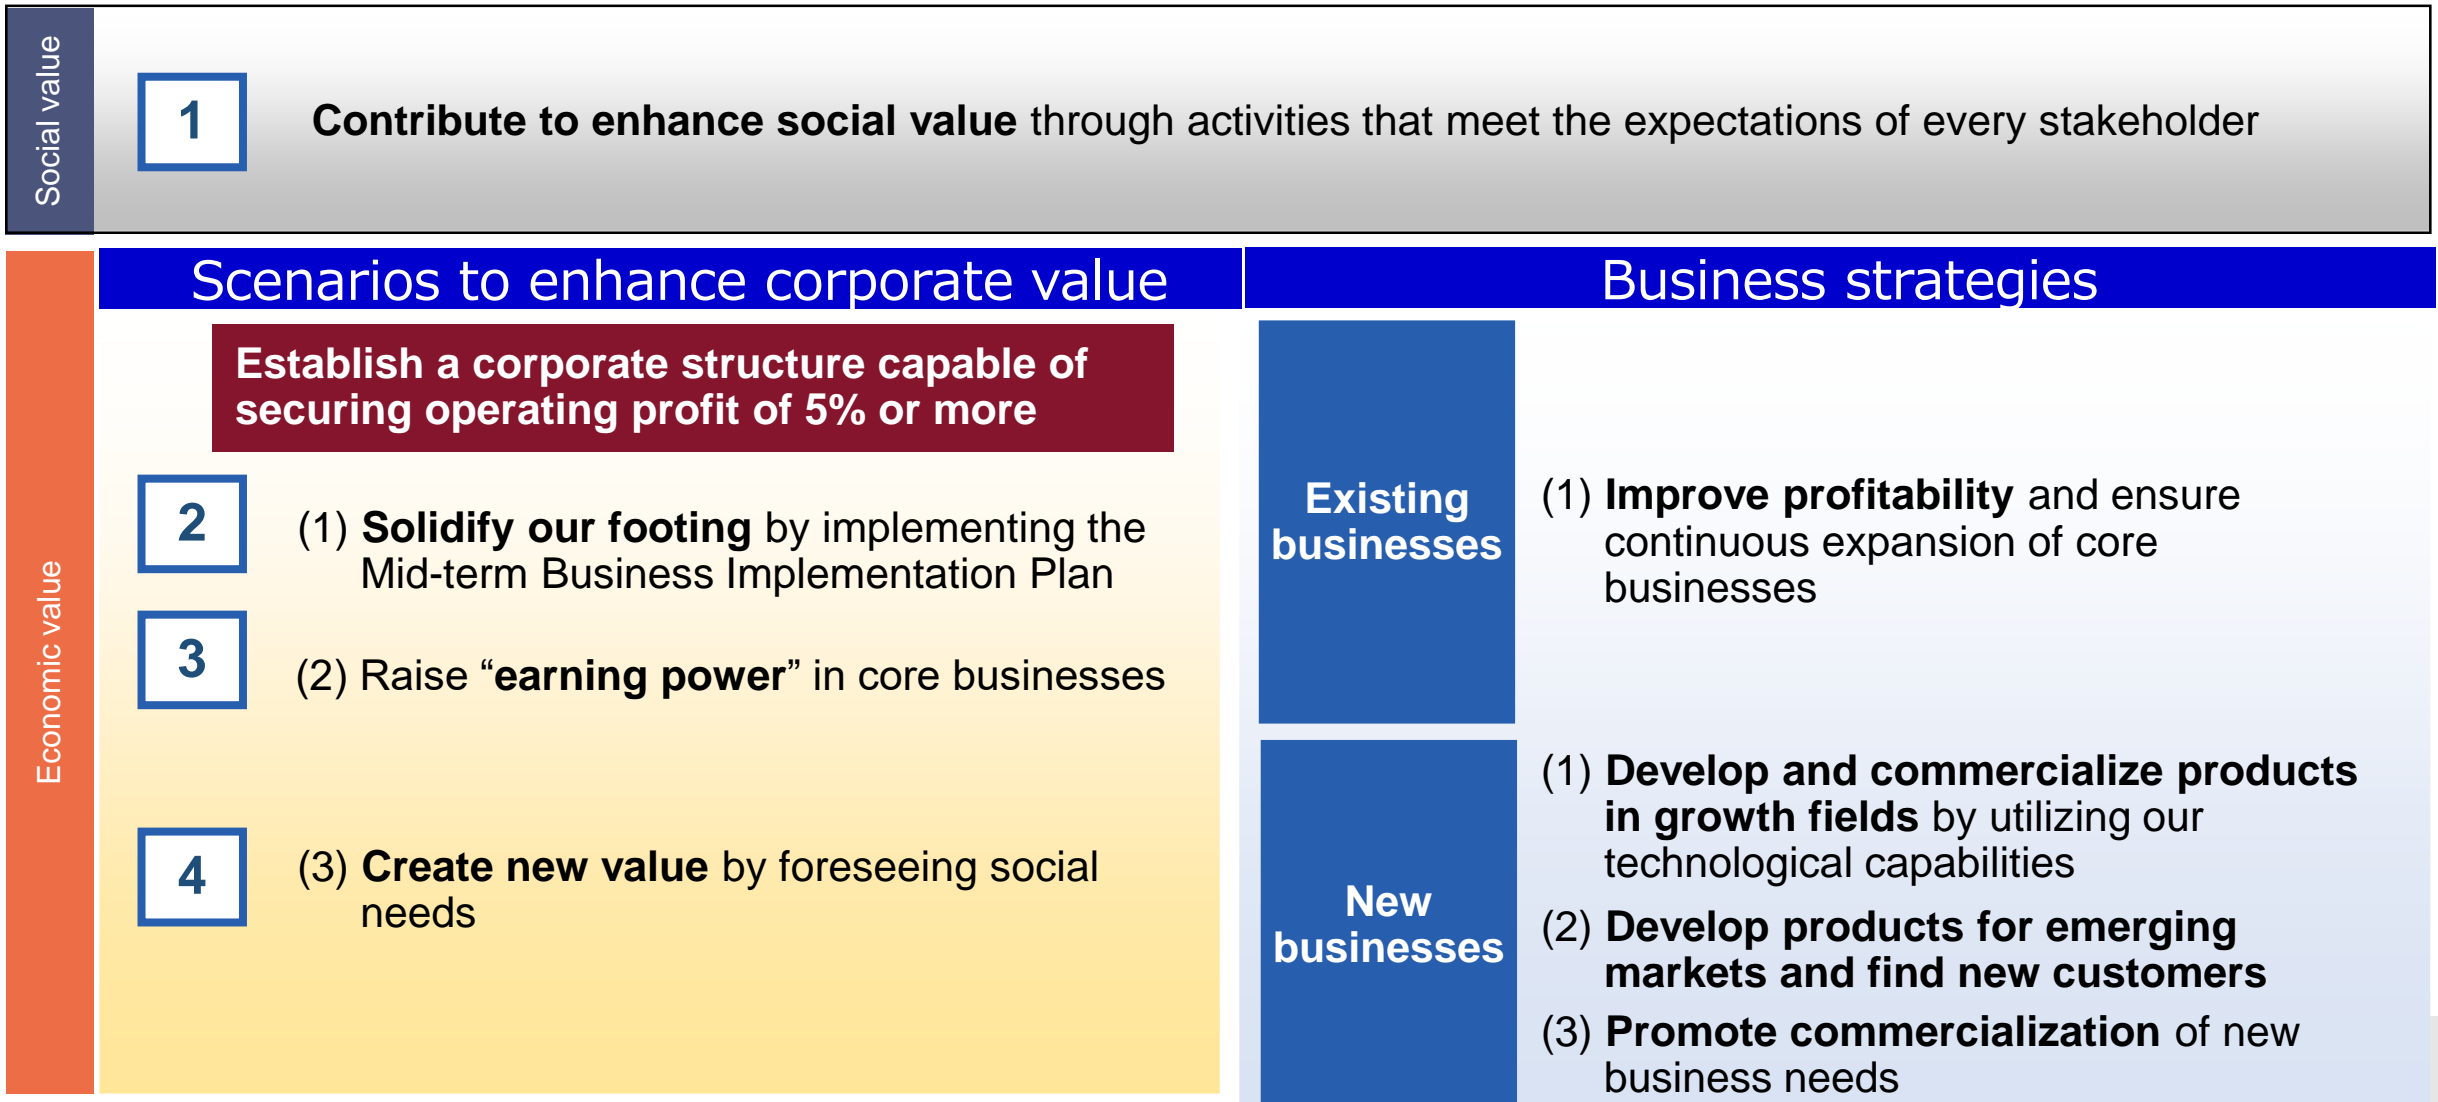 Social value
1
Contribute to enhance social value through activities that meet the expectations of every stakeholder
Economic value
Scenarios to enhance corporate value
Establish a corporate structure capable of
securing operating profit of 5% or more
2
(1) Solidify our footing by implementing the
Mid-term Business Implementation Plan
3
(2) Raise “earning power” in core businesses
4
(3) Create new value by foreseeing social
needs
Business strategies
Existing
businesses
(1) Improve profitability and ensure
continuous expansion of core
businesses
New
businesses
(1) Develop and commercialize products
in growth fields by utilizing our
technological capabilities
(2) Develop products for emerging
markets and find new customers
(3) Promote commercialization of new
business needs